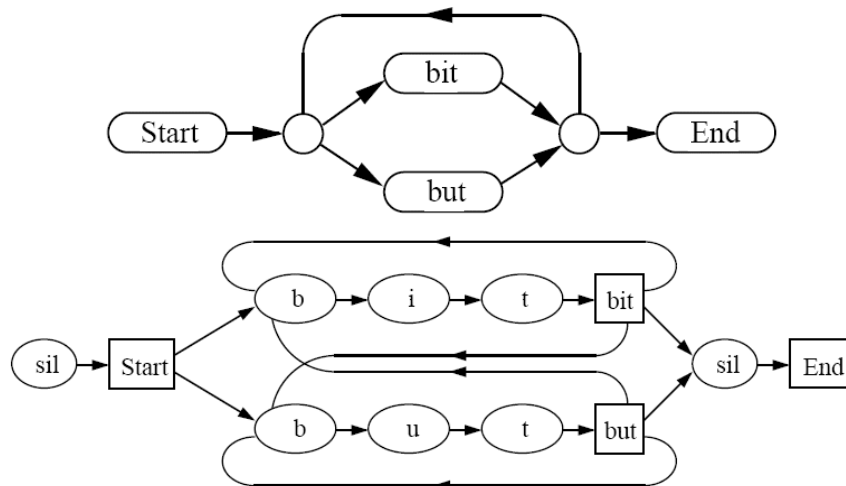 bit
Start
End
but
b i t bit
sil Start sil End
b u t but